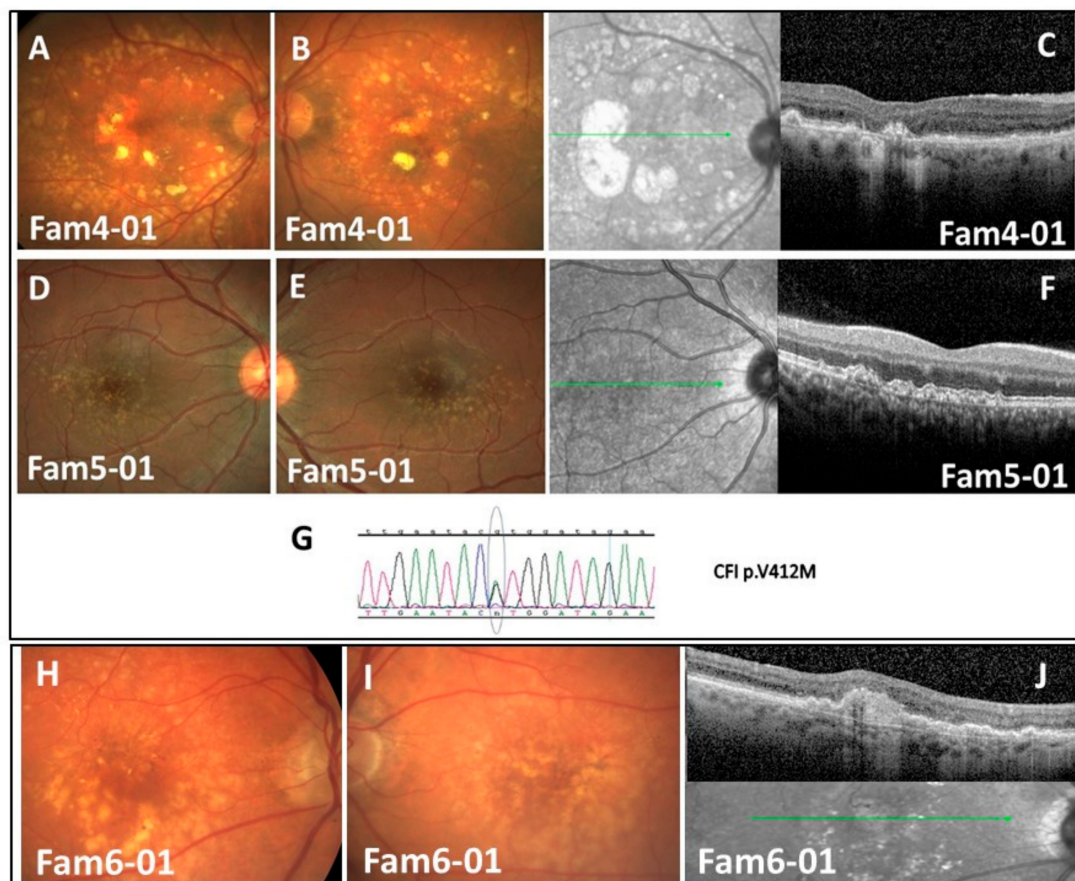 A
B
C
Fam4-01
Fam4-01
Fam4-01
D
E
F
Fam5-01
Fam5-01
Fam5-01
G
t t g a a t a c g t g g a t a g a a
CFI p.V412M
T T G A A T A C n T G G A T A G A A
H
I
J
Fam6-01
Fam6-01
Fam6-01